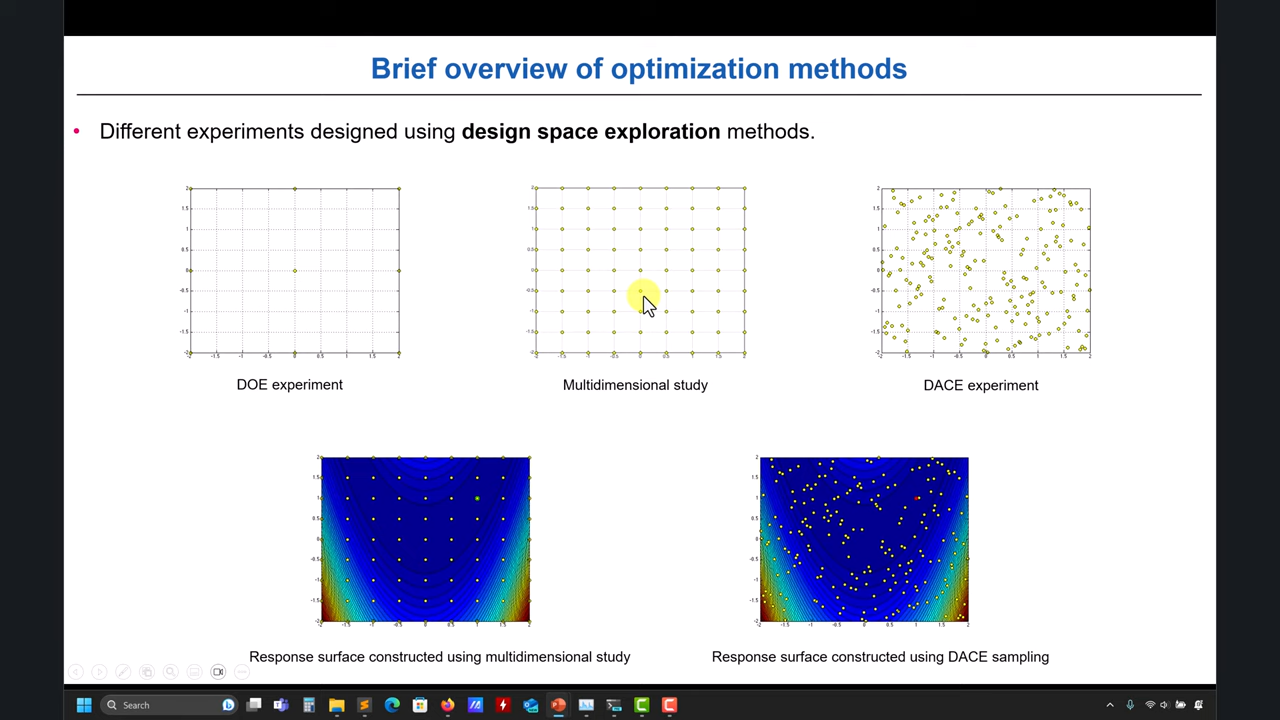 Brief overview of optimization methods
• Different experiments designed using design space exploration methods.
DOE experiment
Multidimensional study
DACE experiment
Response surface constructed using multidimensional study
Response surface constructed using DACE sampling
Search